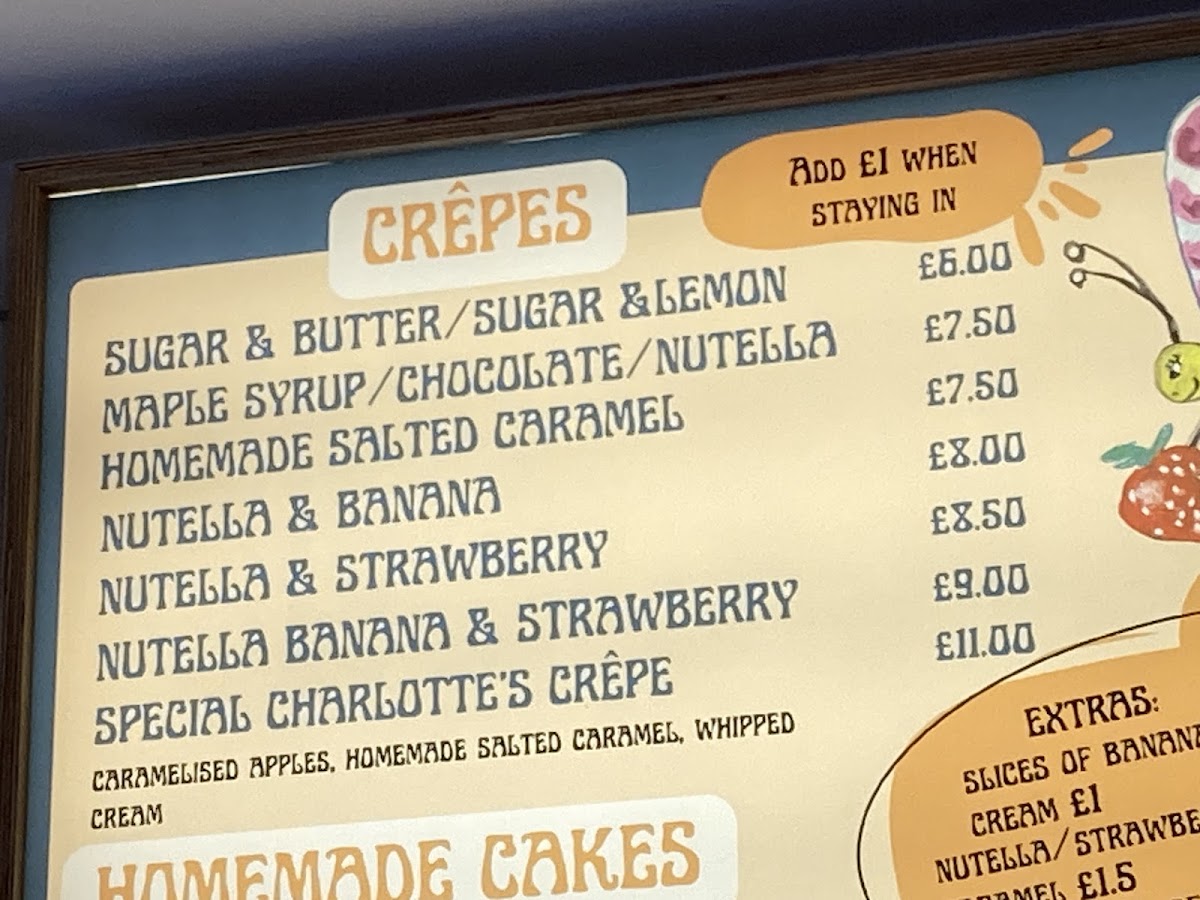 CRÊPES
ADD £1 WHEN
STAYING IN
SUGAR & BUTTER/SUGAR &LEMON £6.00
MAPLE SYRUP/CHOCOLATE/NUTELLA £7.50
HOMEMADE SALTED CARAMEL £7.50
NUTELLA & BANANA £8.00
NUTELLA & STRAWBERRY £8.50
NUTELLA BANANA & STRAWBERRY £9.00
SPECIAL CHARLOTTE'S CRÊPE £11.00
CARAMELISED APPLES, HOMEMADE SALTED CARAMEL, WHIPPED
CREAM
HOMEMADE CAKES
EXTRAS:
SLICES OF
CREAM £1
£1.5